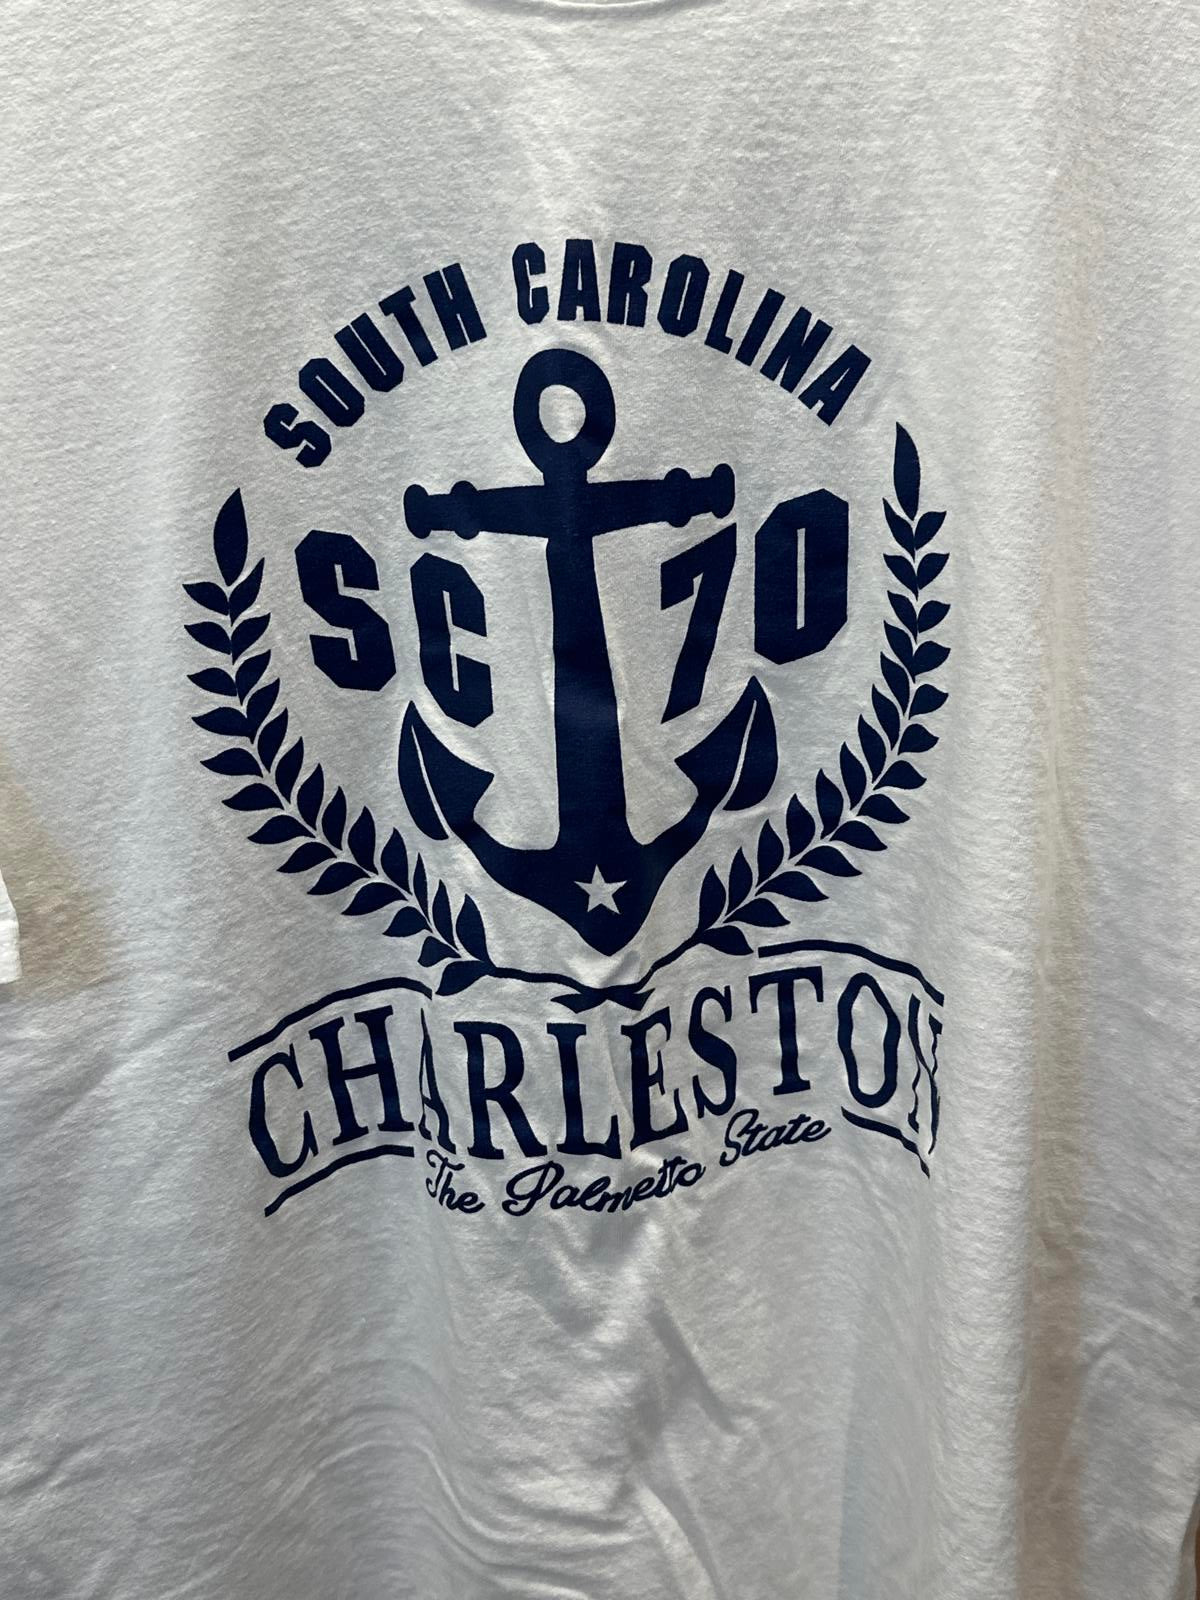 SOUTH CAROLINA
SC 70
CHARLESTON
The Palmetto State